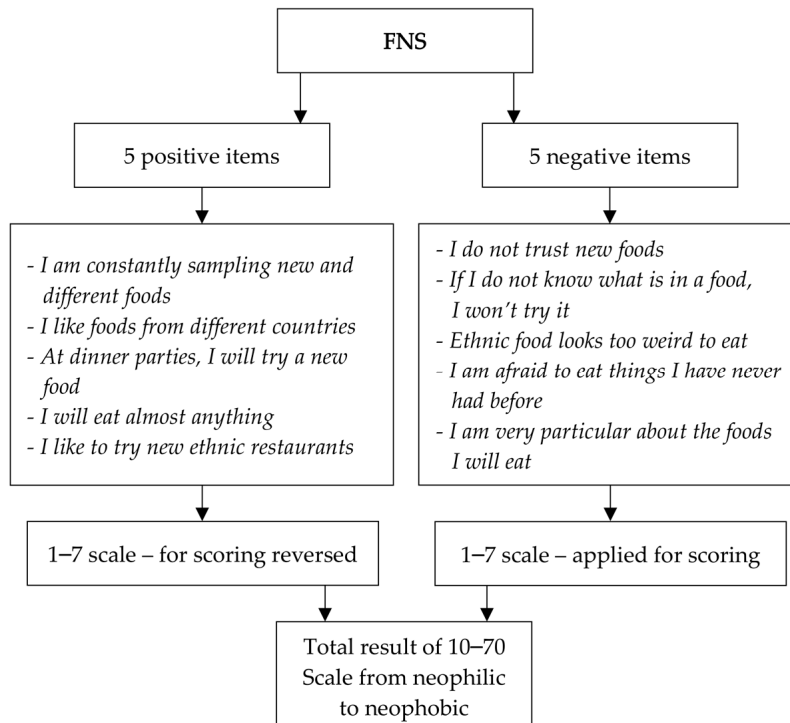 FNS
5 positive items
5 negative items
- I am constantly sampling new and
different foods
- I like foods from different countries
- At dinner parties, I will try a new
food
- I will eat almost anything
- I like to try new ethnic restaurants
- I do not trust new foods
- If I do not know what is in a food,
I won't try it
- Ethnic food looks too weird to eat
- I am afraid to eat things I have never
had before
- I am very particular about the foods
I will eat
1–7 scale – for scoring reversed
1–7 scale – applied for scoring
Total result of 10–70
Scale from neophilic
to neophobic